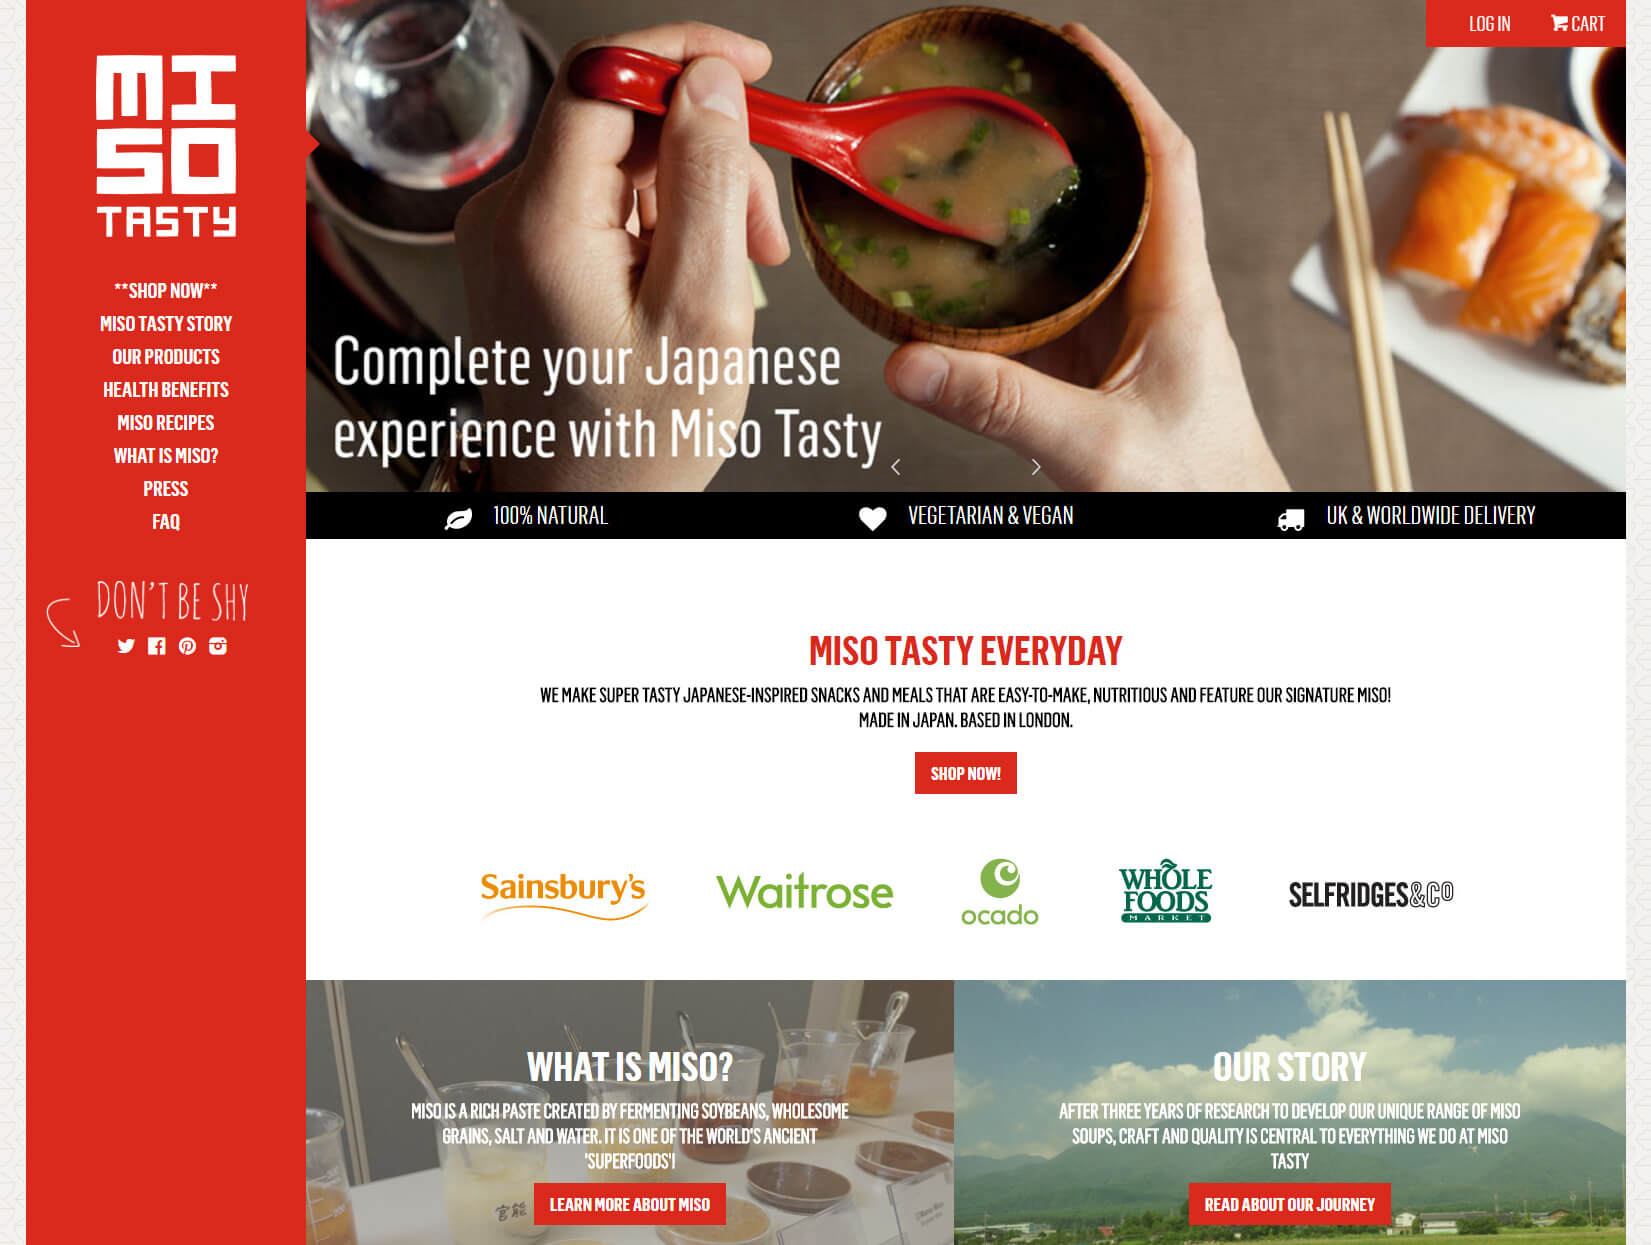 MISO
TASTY
**SHOP NOW**
MISO TASTY STORY
OUR PRODUCTS
HEALTH BENEFITS
MISO RECIPES
WHAT IS MISO?
PRESS
FAQ
DON'T BE SHY
LOG IN
CART
Complete your Japanese
experience with Miso Tasty
100% NATURAL
VEGETARIAN & VEGAN
UK & WORLDWIDE DELIVERY
MISO TASTY EVERYDAY
WE MAKE SUPER TASTY JAPANESE-INSPIRED SNACKS AND MEALS THAT ARE EASY-TO-MAKE, NUTRITIOUS AND FEATURE OUR SIGNATURE MISO!
MADE IN JAPAN. BASED IN LONDON.
SHOP NOW!
Sainsbury's
Waitrose
ocado
WHOLE
FOODS
MARKET
SELFRIDGES&CO
WHAT IS MISO?
MISO IS A RICH PASTE CREATED BY FERMENTING SOYBEANS, WHOLESOME
GRAINS, SALT AND WATER. IT IS ONE OF THE WORLD'S ANCIENT
'SUPERFOODS'!
LEARN MORE ABOUT MISO
官能
OUR STORY
AFTER THREE YEARS OF RESEARCH TO DEVELOP OUR UNIQUE RANGE OF MISO
SOUPS, CRAFT AND QUALITY IS CENTRAL TO EVERYTHING WE DO AT MISO
TASTY
READ ABOUT OUR JOURNEY